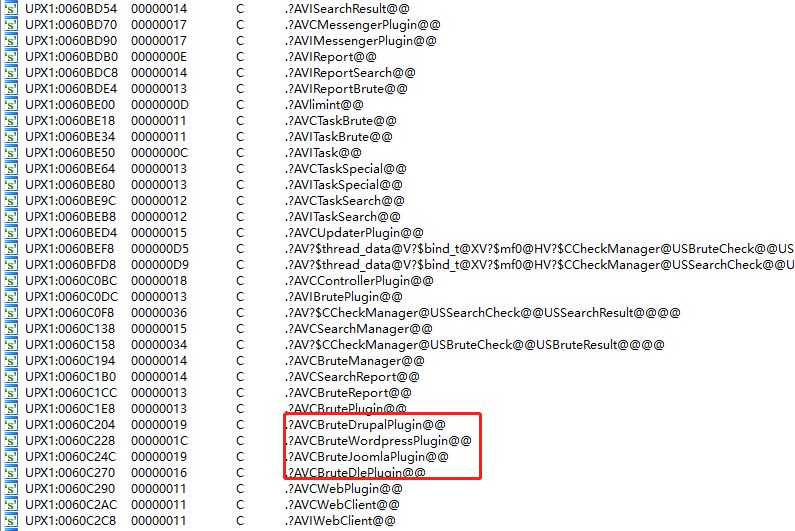 's' UPX1:0060BD54 00000014 C .?AVISearchResult@@
's' UPX1:0060BD70 00000017 C .?AVCMessengerPlugin@@
's' UPX1:0060BD90 00000017 C .?AVIMessengerPlugin@@
's' UPX1:0060BDB0 0000000E C .?AVIReport@@
's' UPX1:0060BDC8 00000014 C .?AVIReportSearch@@
's' UPX1:0060BDE4 00000013 C .?AVIReportBrute@@
's' UPX1:0060BE00 0000000D C .?AVlimint@@
's' UPX1:0060BE18 00000011 C .?AVCTaskBrute@@
's' UPX1:0060BE34 00000011 C .?AVITaskBrute@@
's' UPX1:0060BE50 0000000C C .?AVITask@@
's' UPX1:0060BE64 00000013 C .?AVCTaskSpecial@@
's' UPX1:0060BE80 00000013 C .?AVITaskSpecial@@
's' UPX1:0060BE9C 00000012 C .?AVCTaskSearch@@
's' UPX1:0060BEB8 00000012 C .?AVITaskSearch@@
's' UPX1:0060BED4 00000015 C .?AVCUpdaterPlugin@@
's' UPX1:0060BEF8 000000D5 C .?AV?$thread_data@V?$bind_t@XV?$mf0@HV?$CCheckManager@USBruteCheck@@US
's' UPX1:0060BFD8 000000D9 C .?AV?$thread_data@V?$bind_t@XV?$mf0@HV?$CCheckManager@USSearchCheck@@U
's' UPX1:0060C0BC 00000018 C .?AVCControllerPlugin@@
's' UPX1:0060C0DC 00000013 C .?AVIBrutePlugin@@
's' UPX1:0060C0F8 00000036 C .?AV?$CCheckManager@USSearchCheck@@USSearchResult@@@@
's' UPX1:0060C138 00000015 C .?AVCSearchManager@@
's' UPX1:0060C158 00000034 C .?AV?$CCheckManager@USBruteCheck@@USBruteResult@@@@
's' UPX1:0060C194 00000014 C .?AVCBruteManager@@
's' UPX1:0060C1B0 00000014 C .?AVCSearchReport@@
's' UPX1:0060C1CC 00000013 C .?AVCBruteReport@@
's' UPX1:0060C1E8 00000013 C .?AVCBrutePlugin@@
's' UPX1:0060C204 00000019 C .?AVCBruteDrupalPlugin@@
's' UPX1:0060C228 0000001C C .?AVCBruteWordpressPlugin@@
's' UPX1:0060C24C 00000019 C .?AVCBruteJoomlaPlugin@@
's' UPX1:0060C270 00000016 C .?AVCBruteDlePlugin@@
's' UPX1:0060C290 00000011 C .?AVCWebPlugin@@
's' UPX1:0060C2AC 00000011 C .?AVCWebClient@@
's' UPX1:0060C2C8 00000011 C .?AVIWebClient@@